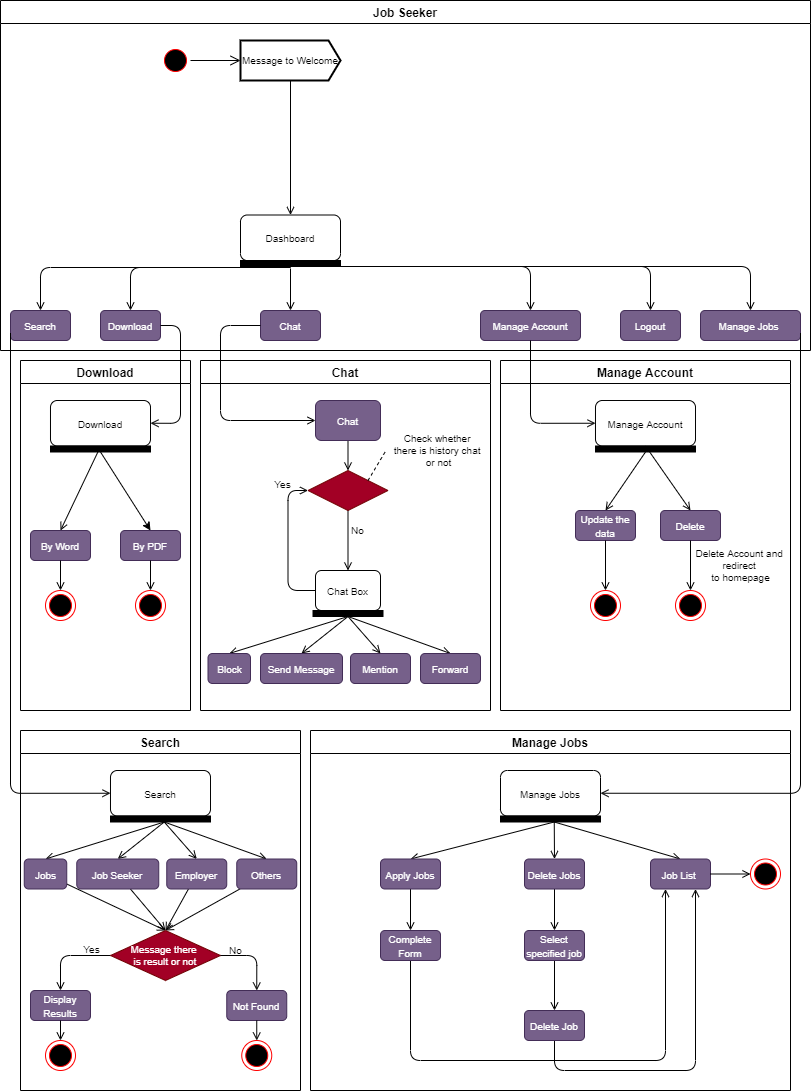 Job Seeker
Message to Welcome
Dashboard
Search
Download
Chat
Manage Account
Logout
Manage Jobs
Download
Download
By Word
By PDF
Chat
Chat
Check whether
there is history chat
or not
Yes
No
Chat Box
Block
Send Message
Mention
Forward
Manage Account
Manage Account
Update the
data
Delete
Delete Account and
redirect
to homepage
Search
Search
Jobs
Job Seeker
Employer
Others
Message there
is result or not
Yes
No
Display
Results
Not Found
Manage Jobs
Manage Jobs
Apply Jobs
Delete Jobs
Job List
Complete
Form
Select
specified job
Delete Job